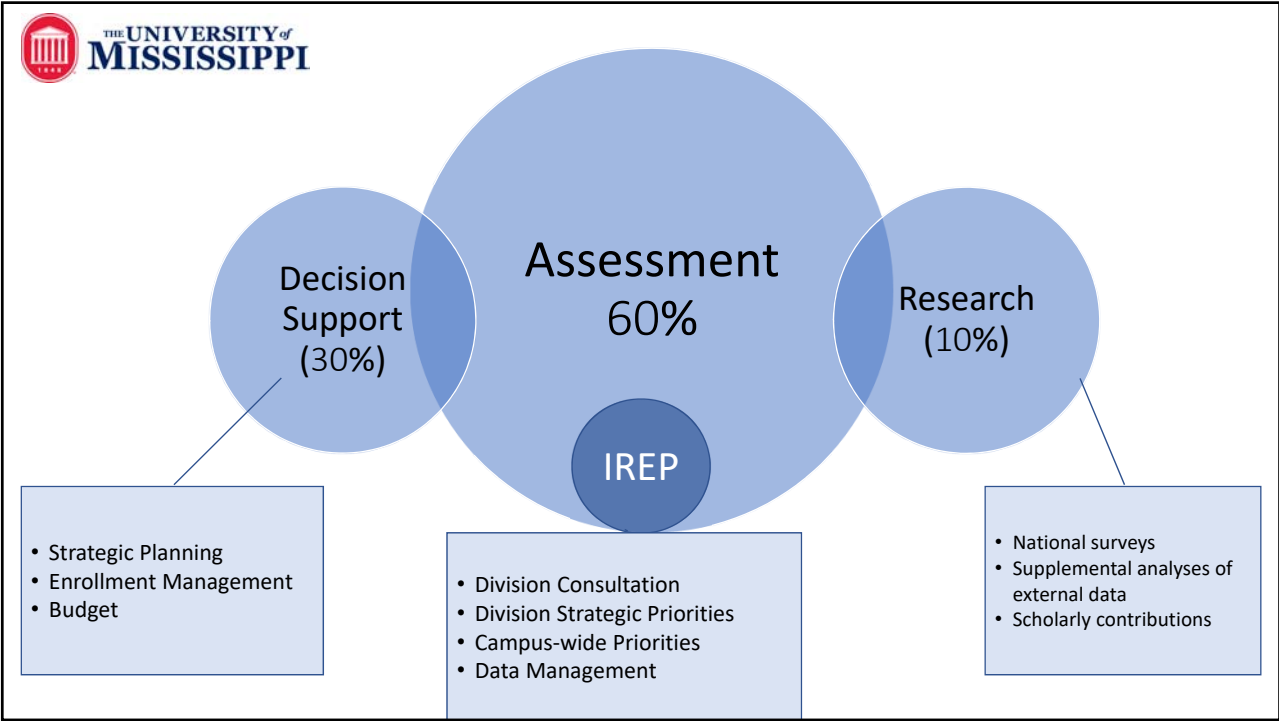 THE UNIVERSITY of
MISSISSIPPI
1848
Decision
Support
(30%)
Assessment
60%
Research
(10%)
IREP
• Strategic Planning
• Enrollment Management
• Budget
• Division Consultation
• Division Strategic Priorities
• Campus-wide Priorities
• Data Management
• National surveys
• Supplemental analyses of
external data
• Scholarly contributions